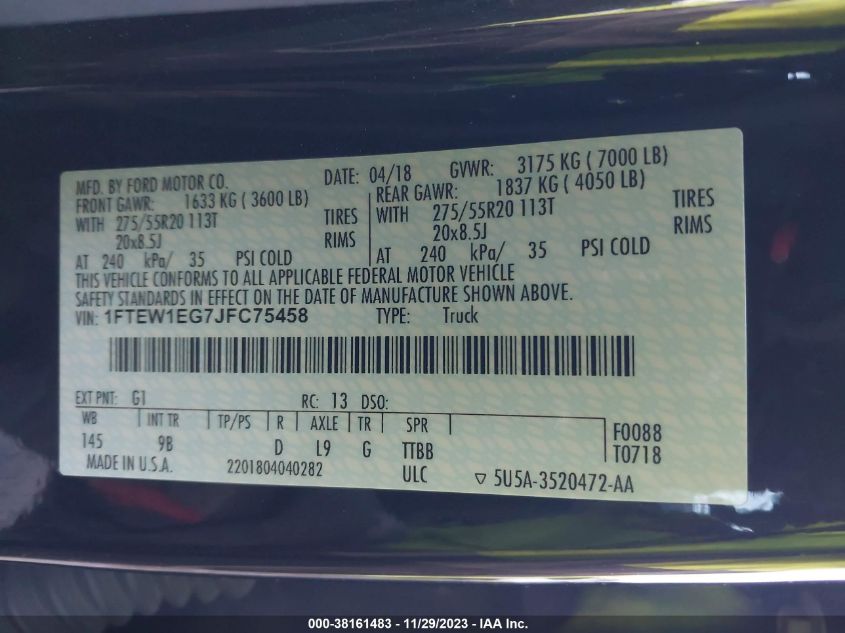 MFD. BY FORD MOTOR CO. DATE: 04/18 GVWR: 3175 KG ( 7000 LB)
FRONT GAWR: 1633 KG ( 3600 LB) REAR GAWR: 1837 KG ( 4050 LB)
WITH 275/55R20 113T TIRES WITH 275/55R20 113T TIRES
20x8.5J RIMS 20x8.5J RIMS
AT 240 kPa/ 35 PSI COLD AT 240 kPa/ 35 PSI COLD
THIS VEHICLE CONFORMS TO ALL APPLICABLE FEDERAL MOTOR VEHICLE
SAFETY STANDARDS IN EFFECT ON THE DATE OF MANUFACTURE SHOWN ABOVE.
VIN: 1FTEW1EG7JFC75458 TYPE: Truck
EXT PNT: G1 RC: 13 DSO:
WB INT TR TP/PS R AXLE TR SPR
F0088
145 9B D L9 G TTBB T0718
MADE IN U.S.A. 2201804040282 ULC ▽ 5U5A-3520472-AA
000-38161483 - 11/29/2023 - IAA Inc.